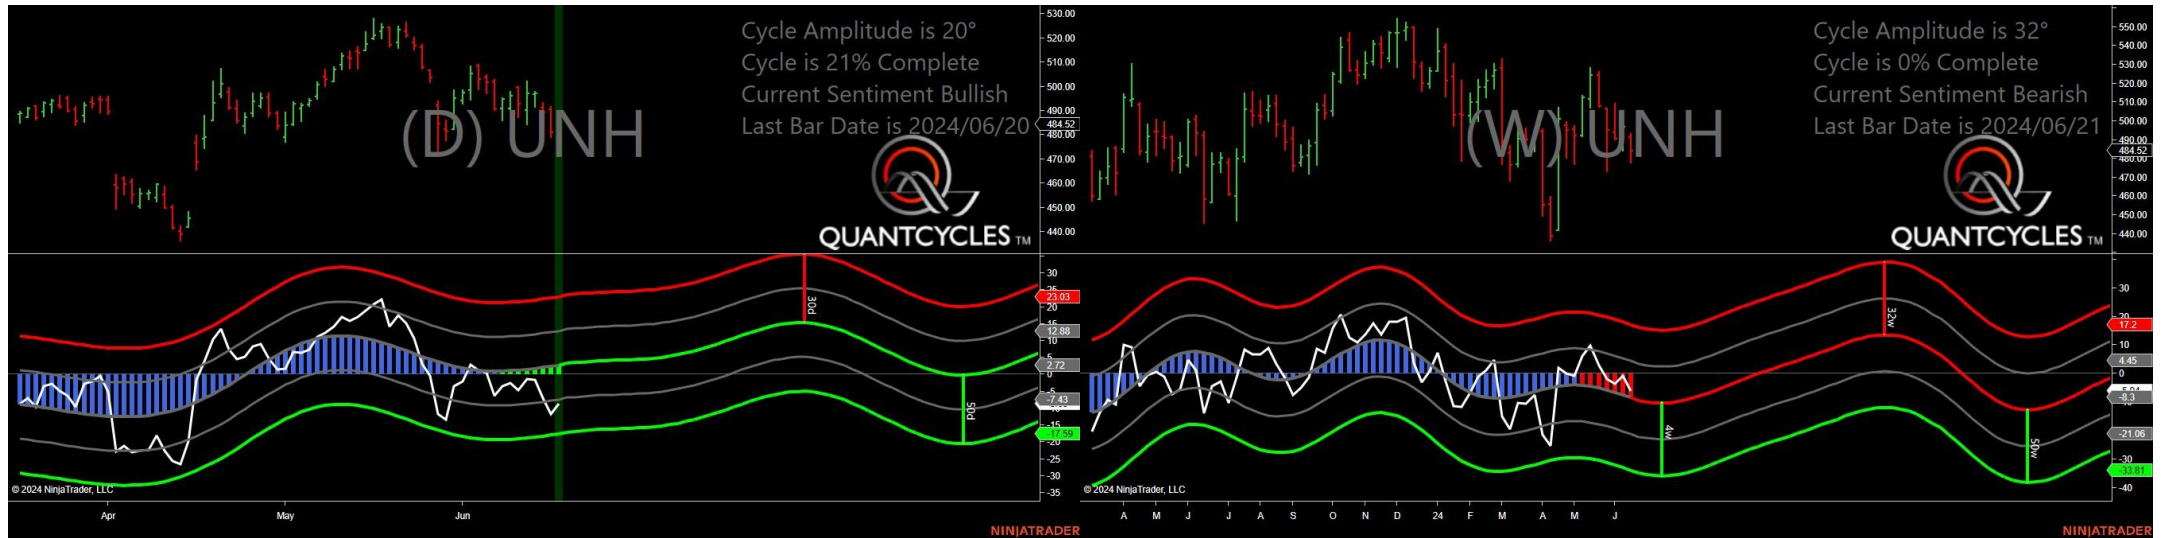 Cycle Amplitude is 20°
Cycle is 21% Complete
Current Sentiment Bullish
Last Bar Date is 2024/06/20
(D) UNH
QUANTCYCLES TM
530.00
520.00
510.00
500.00
490.00
484.52
480.00
470.00
460.00
450.00
440.00
30d
50d
30
25
23.03
20
15
12.88
10
5
2.72
0
-5
-7.43
-15
-17.59
-20
-25
-30
-35
© 2024 NinjaTrader, LLC
Apr May Jun
NINJATRADER
Cycle Amplitude is 32°
Cycle is 0% Complete
Current Sentiment Bearish
Last Bar Date is 2024/06/21
(W) UNH
QUANTCYCLES TM
550.00
540.00
530.00
520.00
510.00
500.00
490.00
484.52
480.00
470.00
460.00
450.00
440.00
32w
4w
50w
30
17.2
10
4.45
0
-8.3
-21.06
-30
-33.81
-40
© 2024 NinjaTrader, LLC
A M J J A S O N D 24 F M A M J
NINJATRADER